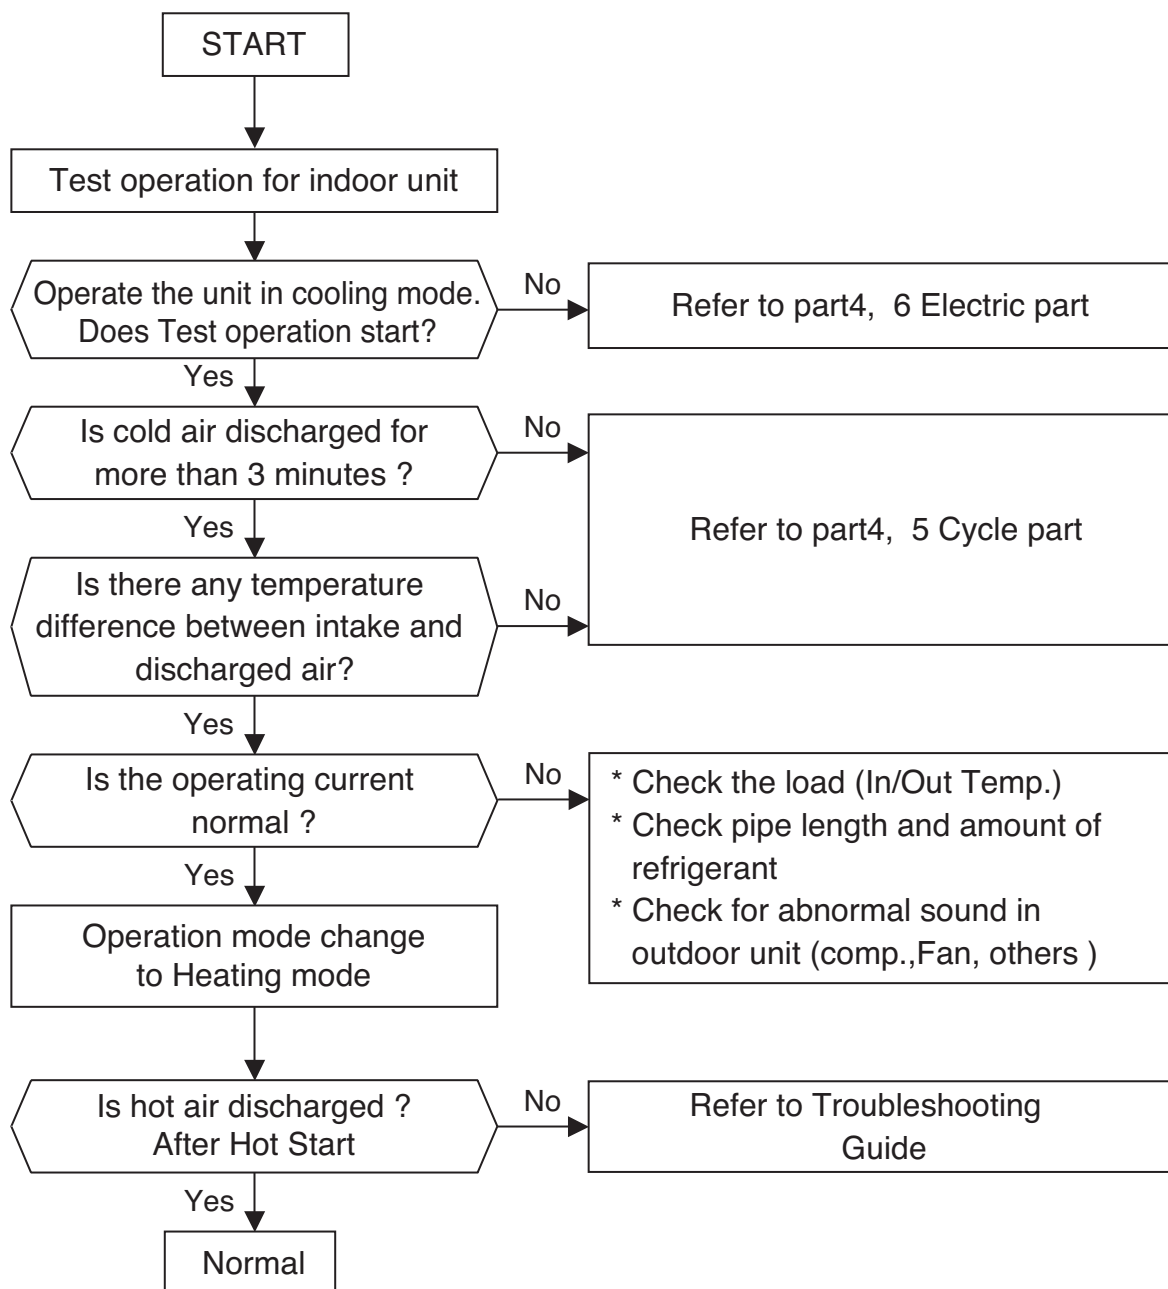 START
Test operation for indoor unit
Operate the unit in cooling mode.
Does Test operation start?
No
Refer to part4, 6 Electric part
Yes
Is cold air discharged for
more than 3 minutes ?
No
Refer to part4, 5 Cycle part
Yes
Is there any temperature
difference between intake and
discharged air?
No
Yes
Is the operating current
normal ?
No
* Check the load (In/Out Temp.)
* Check pipe length and amount of
refrigerant
* Check for abnormal sound in
outdoor unit (comp.,Fan, others )
Yes
Operation mode change
to Heating mode
Is hot air discharged ?
After Hot Start
No
Refer to Troubleshooting
Guide
Yes
Normal